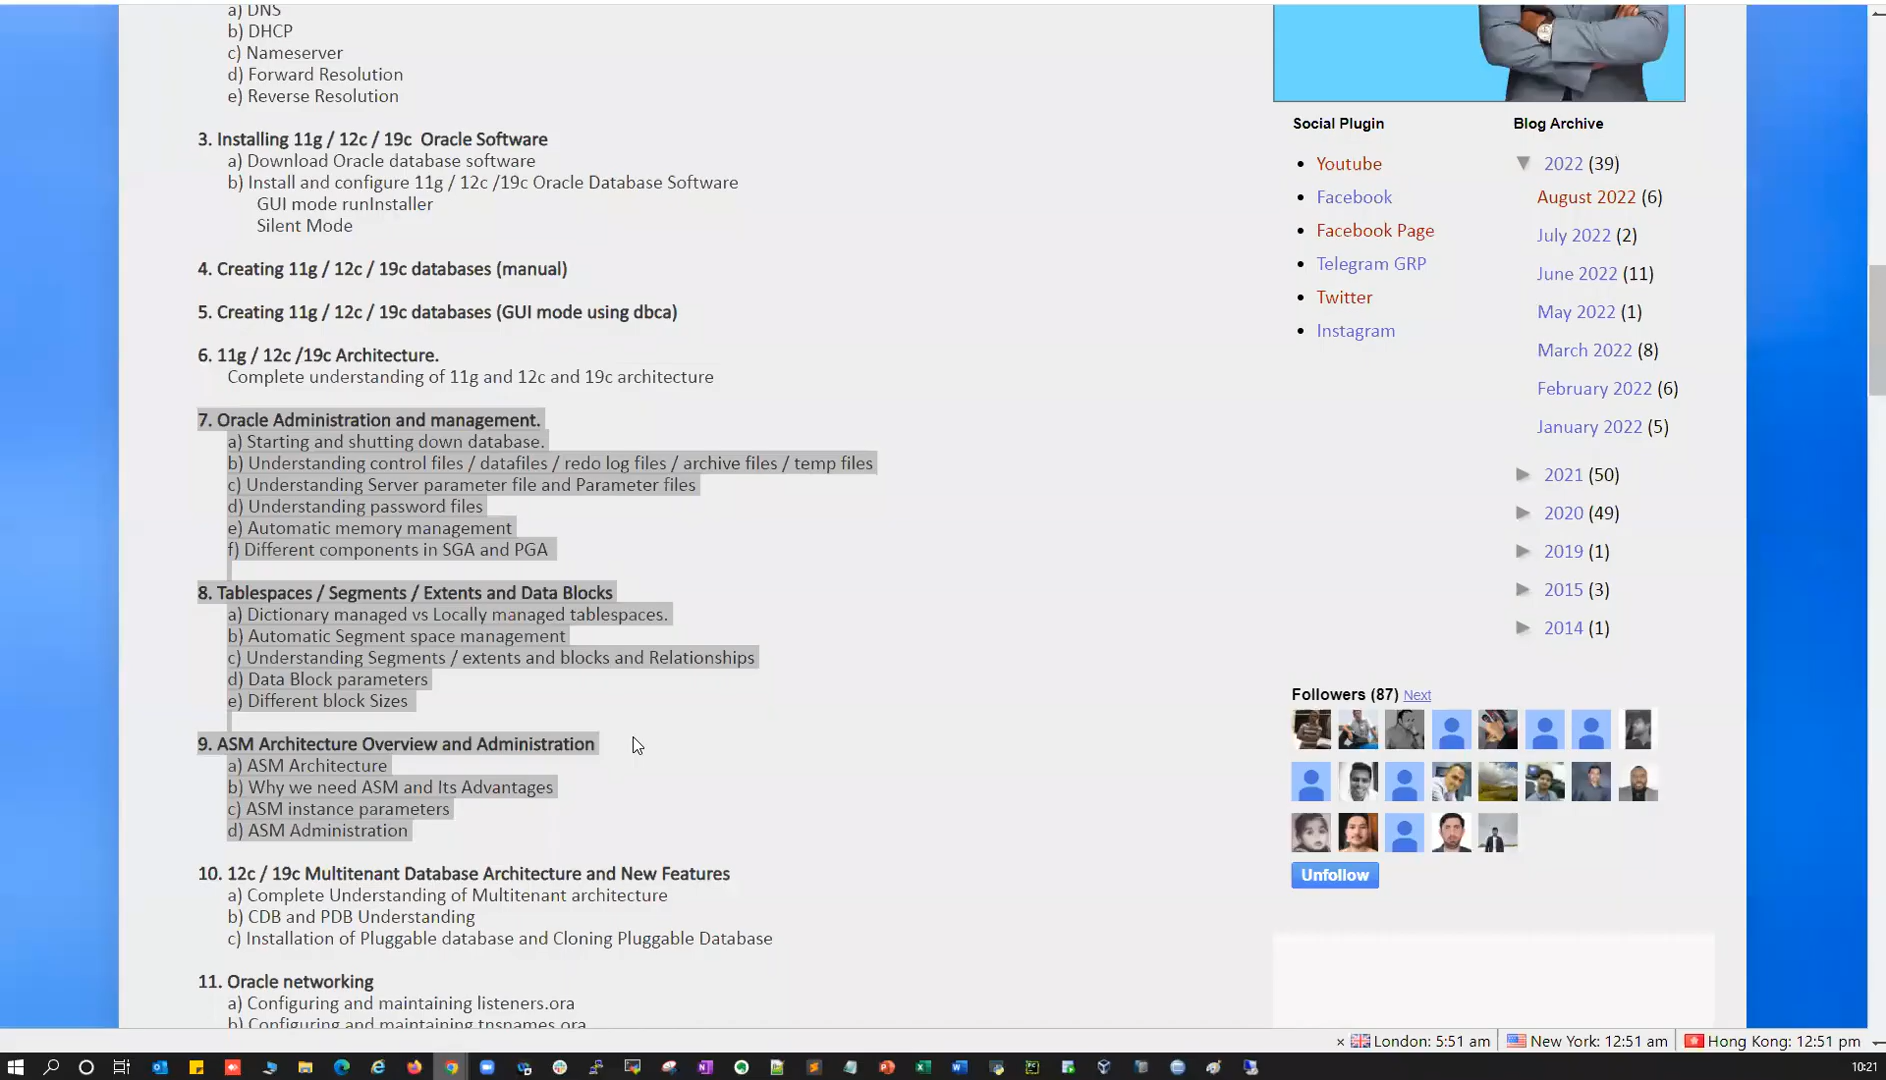 a) DNS
b) DHCP
c) Nameserver
d) Forward Resolution
e) Reverse Resolution
3. Installing 11g / 12c / 19c  Oracle Software
a) Download Oracle database software
b) Install and configure 11g / 12c /19c Oracle Database Software
GUI mode runInstaller
Silent Mode
4. Creating 11g / 12c / 19c databases (manual)
5. Creating 11g / 12c / 19c databases (GUI mode using dbca)
6. 11g / 12c /19c Architecture.
Complete understanding of 11g and 12c and 19c architecture
7. Oracle Administration and management.
a) Starting and shutting down database.
b) Understanding control files / datafiles / redo log files / archive files / temp files
c) Understanding Server parameter file and Parameter files
d) Understanding password files
e) Automatic memory management
f) Different components in SGA and PGA
8. Tablespaces / Segments / Extents and Data Blocks
a) Dictionary managed vs Locally managed tablespaces.
b) Automatic Segment space management
c) Understanding Segments / extents and blocks and Relationships
d) Data Block parameters
e) Different block Sizes
9. ASM Architecture Overview and Administration
a) ASM Architecture
b) Why we need ASM and Its Advantages
c) ASM instance parameters
d) ASM Administration
10. 12c / 19c Multitenant Database Architecture and New Features
a) Complete Understanding of Multitenant architecture
b) CDB and PDB Understanding
c) Installation of Pluggable database and Cloning Pluggable Database
11. Oracle networking
a) Configuring and maintaining listeners.ora
b) Configuring and maintaining tnsnames.ora
Social Plugin
Youtube
Facebook
Facebook Page
Telegram GRP
Twitter
Instagram
Blog Archive
2022 (39)
August 2022 (6)
July 2022 (2)
June 2022 (11)
May 2022 (1)
March 2022 (8)
February 2022 (6)
January 2022 (5)
2021 (50)
2020 (49)
2019 (1)
2015 (3)
2014 (1)
Followers (87) Next
Unfollow
× London: 5:51 am New York: 12:51 am Hong Kong: 12:51 pm
10:21